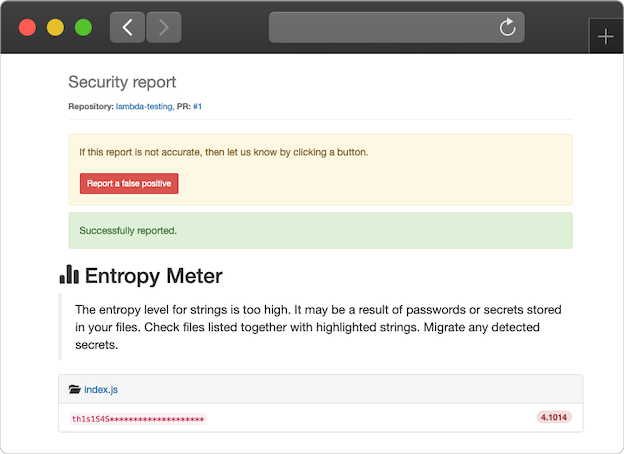 Security report
Repository: lambda-testing, PR: #1
If this report is not accurate, then let us know by clicking a button.
Report a false positive
Successfully reported.
Entropy Meter
The entropy level for strings is too high. It may be a result of passwords or secrets stored
in your files. Check files listed together with highlighted strings. Migrate any detected
secrets.
index.js
th1s1S4S********************
4.1014